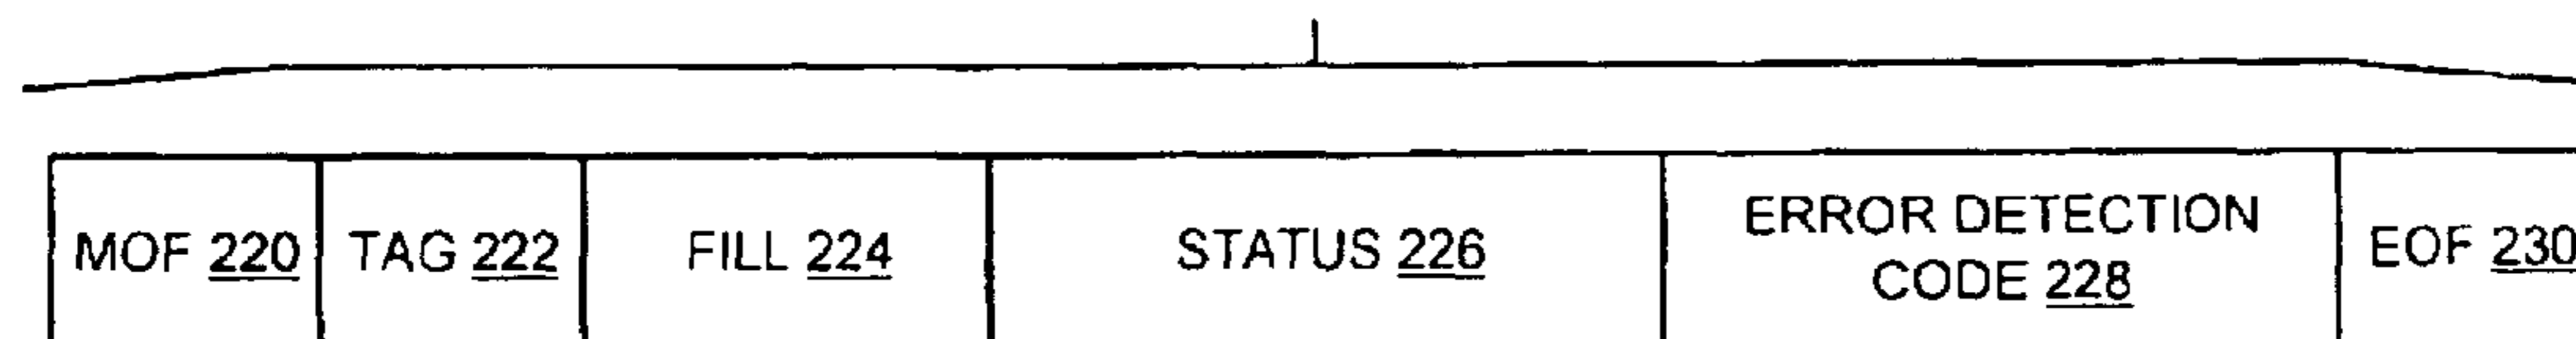 MOF 220 TAG 222 FILL 224 STATUS 226 ERROR DETECTION
CODE 228 EOF 230